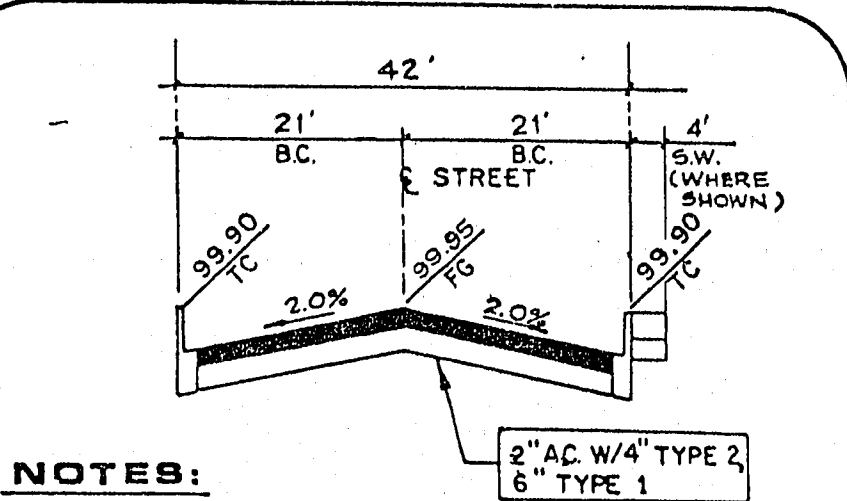 42'
21'
21'
4'
B.C.
B.C.
S.W.
(WHERE
SHOWN)
℄ STREET
99.90
TC
99.95
FG
99.90
TC
2.0%
2.0%
2" A.C. W/4" TYPE 2,
6" TYPE 1
NOTES: